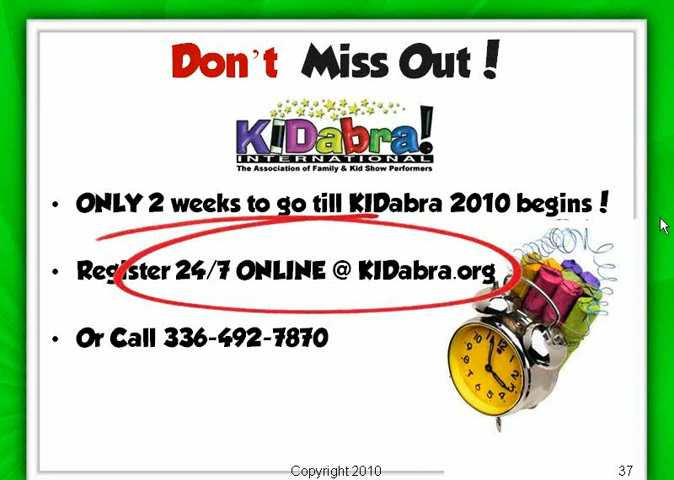 Don't Miss Out!
KIDabra!
INTERNATIONAL
The Association of Family & Kid Show Performers
• ONLY 2 weeks to go till KIDabra 2010 begins!
• Register 24/7 ONLINE @ KIDabra.org
• Or Call 336-492-7870
Copyright 2010
37